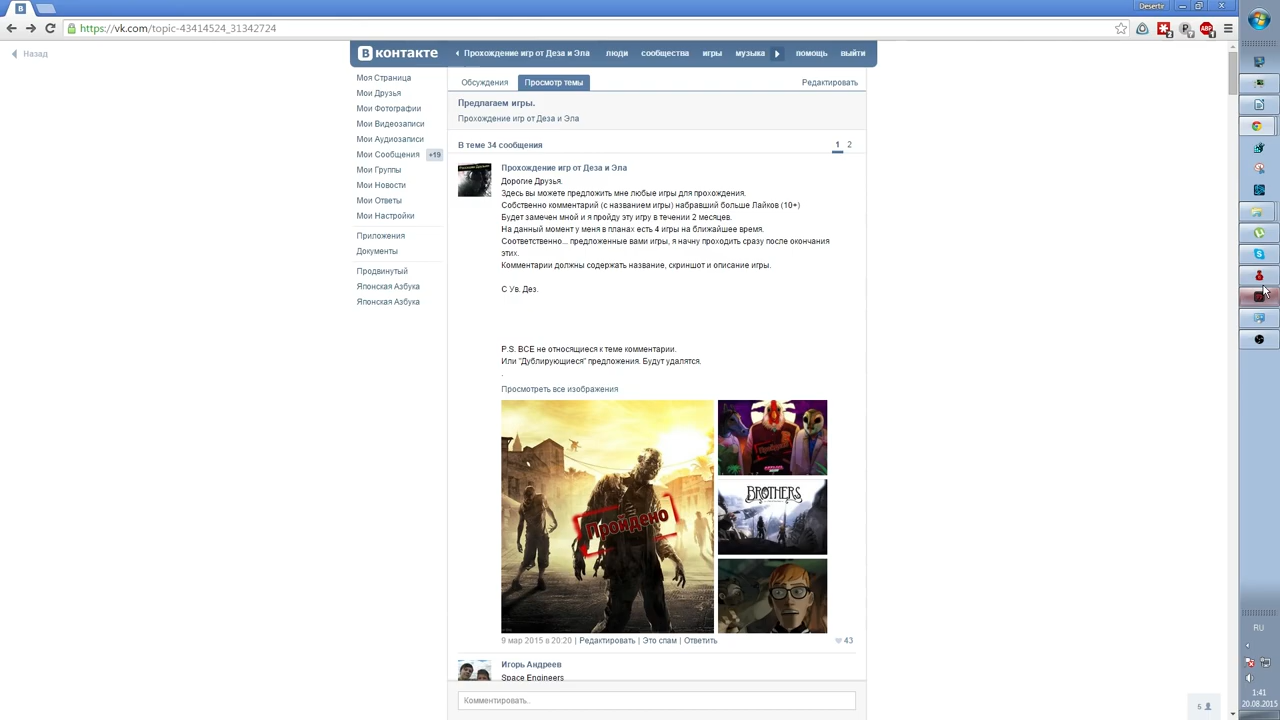 Desertr
https://vk.com/topic-43414524_31342724
Назад
В контакте
Прохождение игр от Деза и Эла
люди
сообщества
игры
музыка
помощь
выйти
Моя Страница
Мои Друзья
Мои Фотографии
Мои Видеозаписи
Мои Аудиозаписи
Мои Сообщения +19
Мои Группы
Мои Новости
Мои Ответы
Мои Настройки
Приложения
Документы
Продвинутый
Японская Азбука
Японская Азбука
Обсуждения
Просмотр темы
Редактировать
Предлагаем игры.
Прохождение игр от Деза и Эла
В теме 34 сообщения
1 2
Прохождение игр от Деза и Эла
Дорогие Друзья.
Здесь вы можете предложить мне любые игры для прохождения.
Собственно комментарий (с названием игры) набравший больше Лайков (10+)
Будет замечен мной и я пройду эту игру в течении 2 месяцев.
На данный момент у меня в планах есть 4 игры на ближайшее время.
Соответственно... предложенные вами игры, я начну проходить сразу после окончания
этих.
Комментарии должны содержать название, скриншот и описание игры.
С Ув. Дез.
P.S. ВСЕ не относящиеся к теме комментарии.
Или "Дублирующиеся" предложения. Будут удалятся.
.
Просмотреть все изображения
Пройдено
BROTHERS
9 мар 2015 в 20:20 | Редактировать | Это спам | Ответить
43
Игорь Андреев
Space Engineers
Комментировать..
5
RU
1:41
20.08.2015